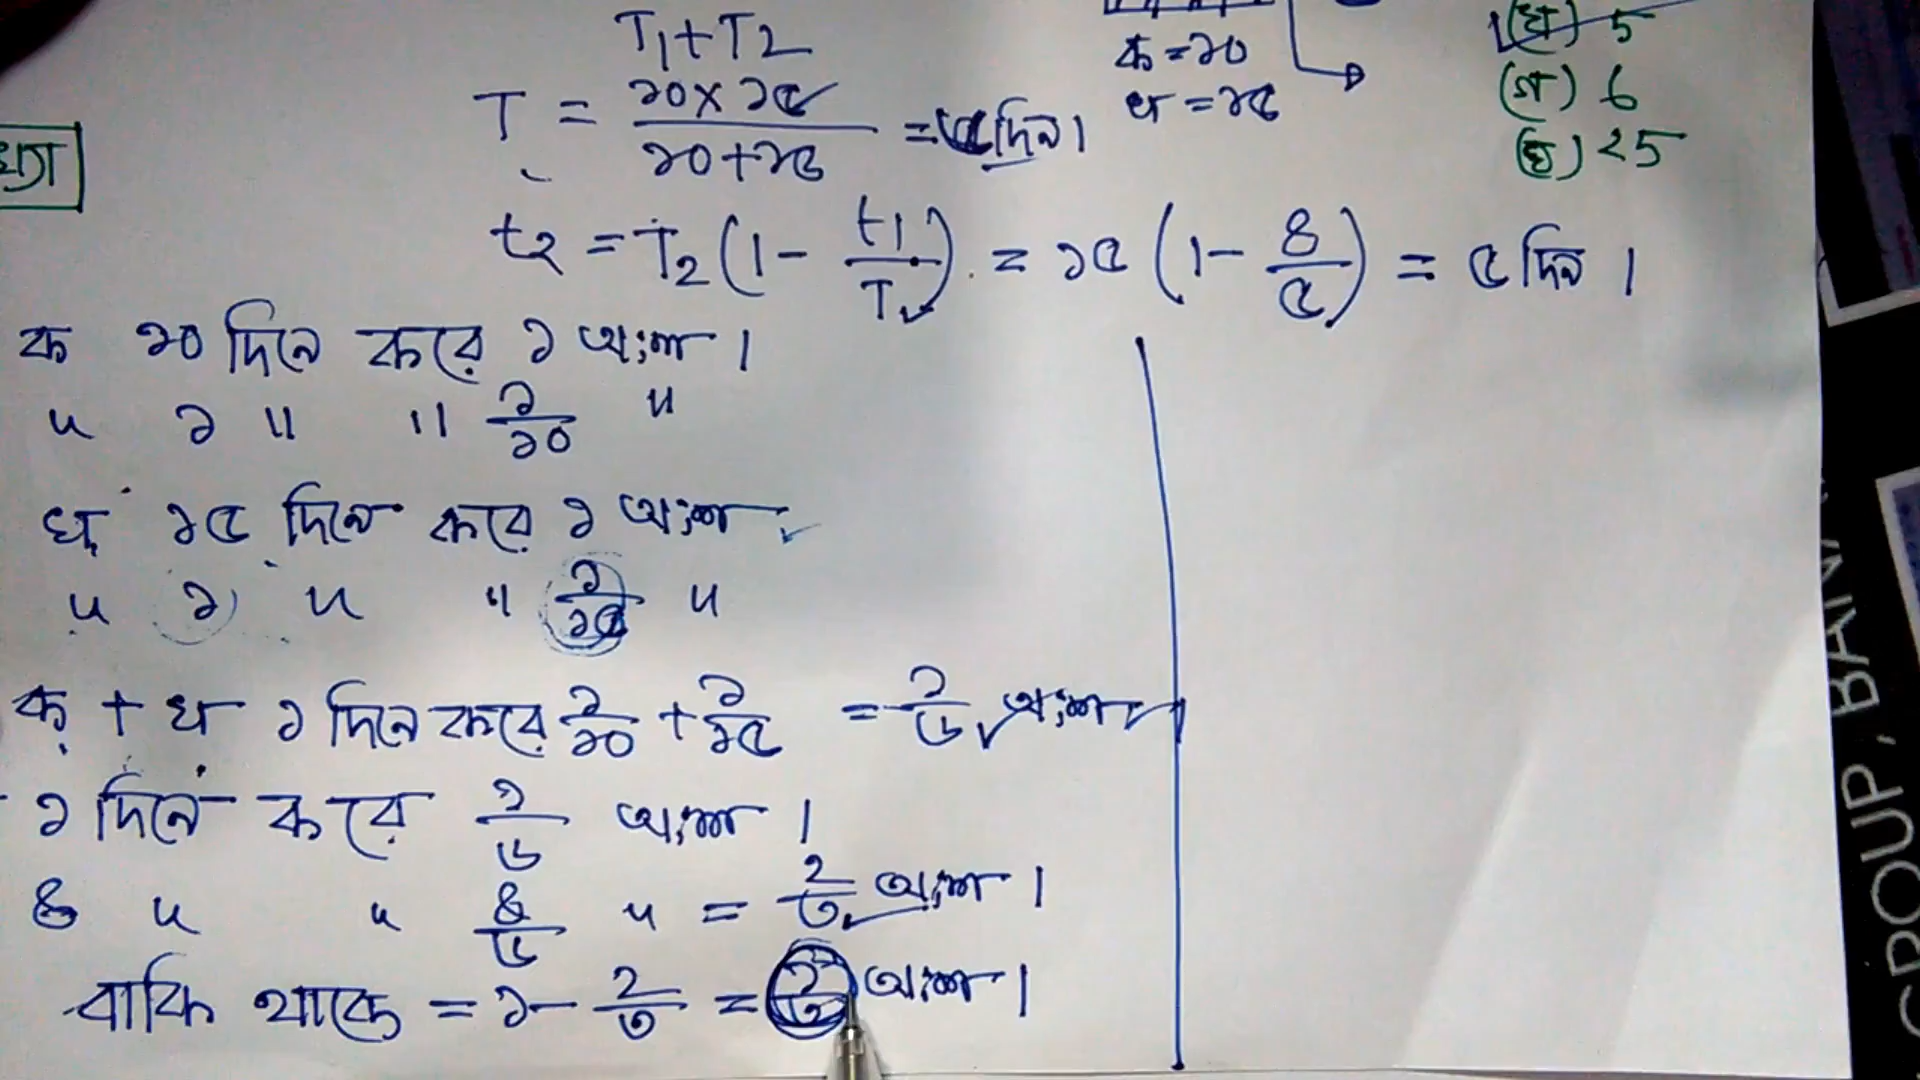 T₁+T₂
ক = ১০
খ = ১৫
(খ) 5
(গ) 6
(ঘ) 25
T = ১০×১৫ / ১০+১৫ = ৬ দিন।
t₂ = T₂ (1 - t₁/T) = ১৫ (1 - ৪/৫) = ৫ দিন।
ক ১০ দিনে করে ১ অংশ।
" ১ " " ১/১০ "
খ ১৫ দিনে করে ১ অংশ
" ১ " " ১/১৫ "
ক + খ ১ দিনে করে ১/১০ + ১/১৫ = ১/৬ অংশ
১ দিনে করে ১/৬ অংশ।
৪ " " ৪/৬ " = ২/৩ অংশ।
বাকি থাকে = ১ - ২/৩ = ১/৩ অংশ।
GROUP, BAN